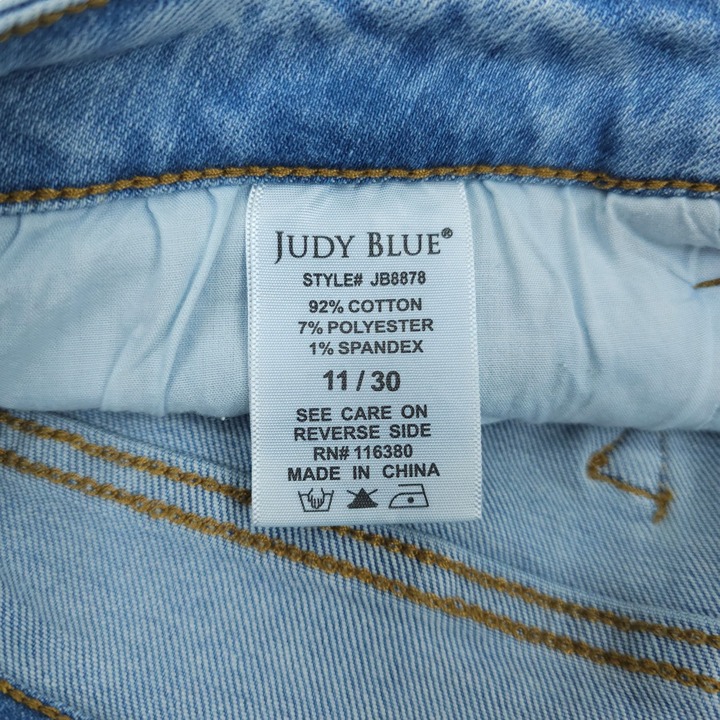 JUDY BLUE®
STYLE# JB8878
92% COTTON
7% POLYESTER
1% SPANDEX
11 / 30
SEE CARE ON
REVERSE SIDE
RN# 116380
MADE IN CHINA